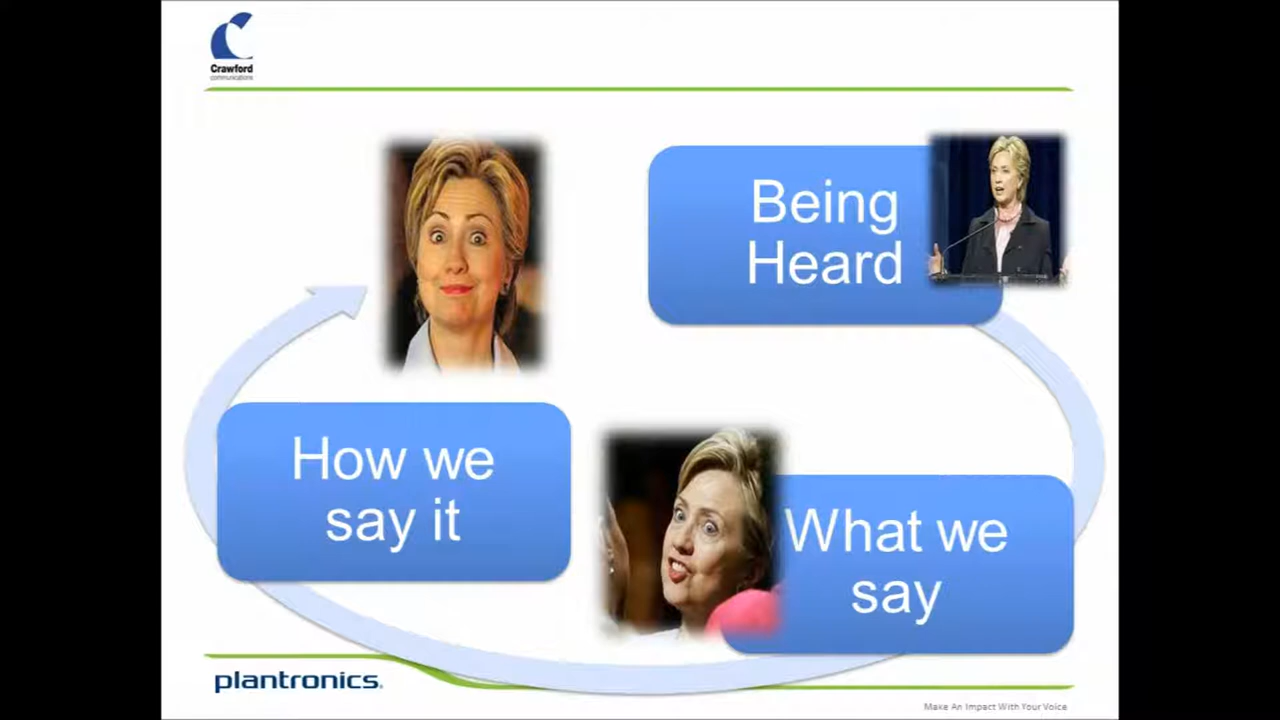 Crawford
communications
Being
Heard
How we
say it
What we
say
plantronics®
Make An Impact With Your Voice